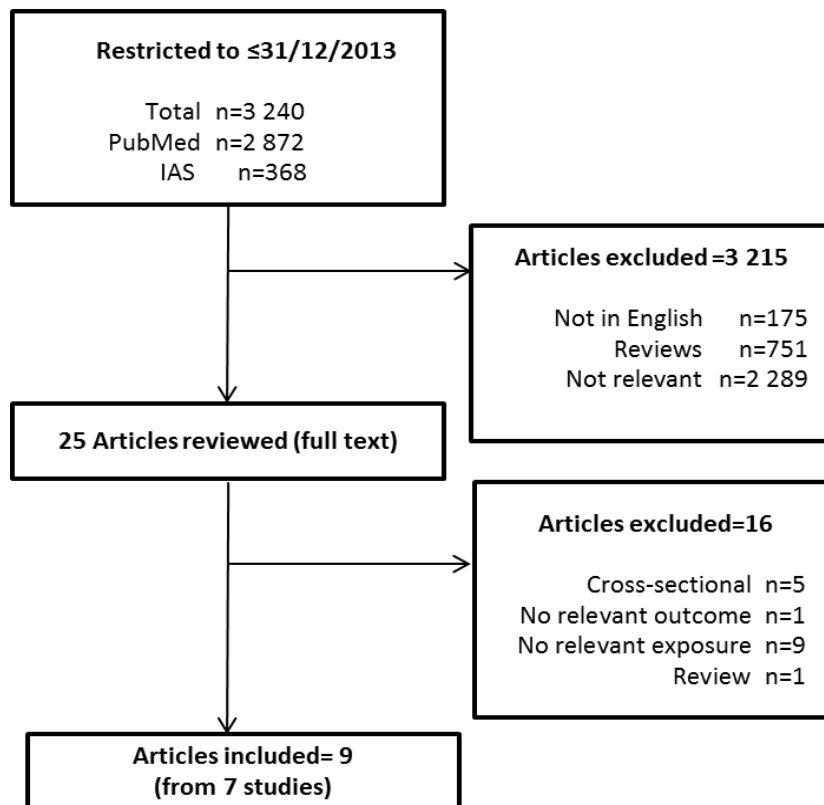 Restricted to ≤31/12/2013
Total n=3 240
PubMed n=2 872
IAS n=368
Articles excluded =3 215
Not in English n=175
Reviews n=751
Not relevant n=2 289
25 Articles reviewed (full text)
Articles excluded=16
Cross-sectional n=5
No relevant outcome n=1
No relevant exposure n=9
Review n=1
Articles included= 9
(from 7 studies)